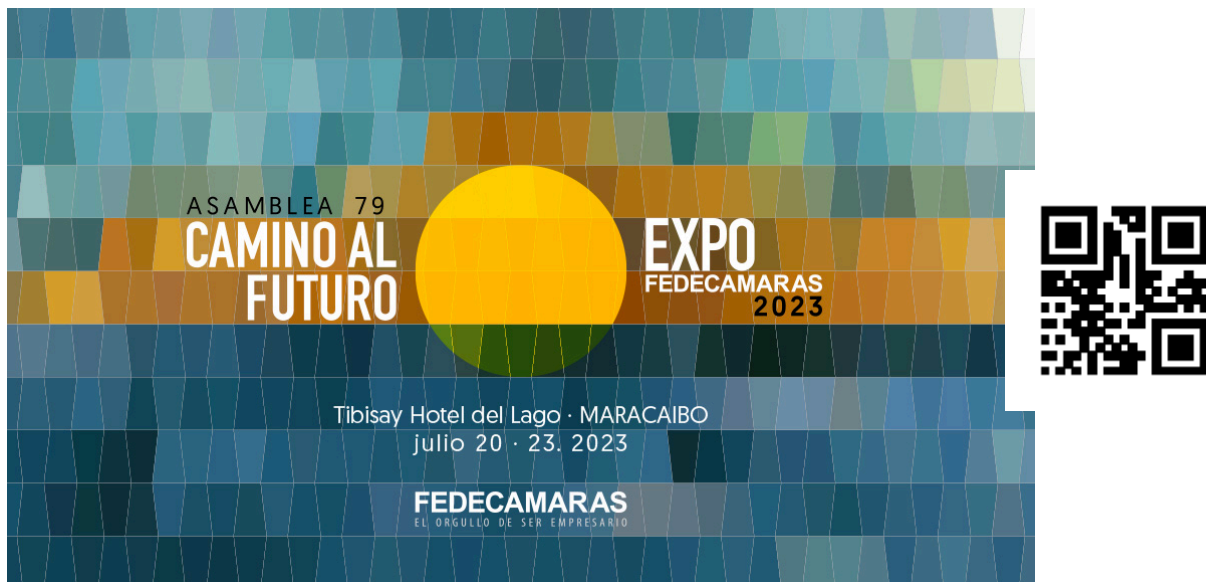 ASAMBLEA 79
CAMINO AL
FUTURO
EXPO
FEDECAMARAS
2023
Tibisay Hotel del Lago · MARACAIBO
julio 20 · 23. 2023
FEDECAMARAS
EL ORGULLO DE SER EMPRESARIO